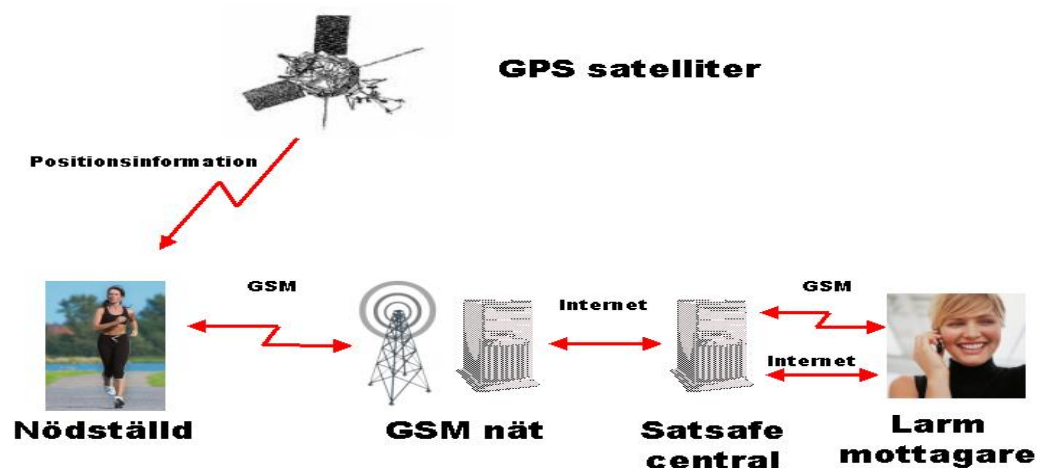 GPS satelliter
Positionsinformation
GSM
Internet
GSM
Internet
Nödställd
GSM nät
Satsafe
central
Larm
mottagare